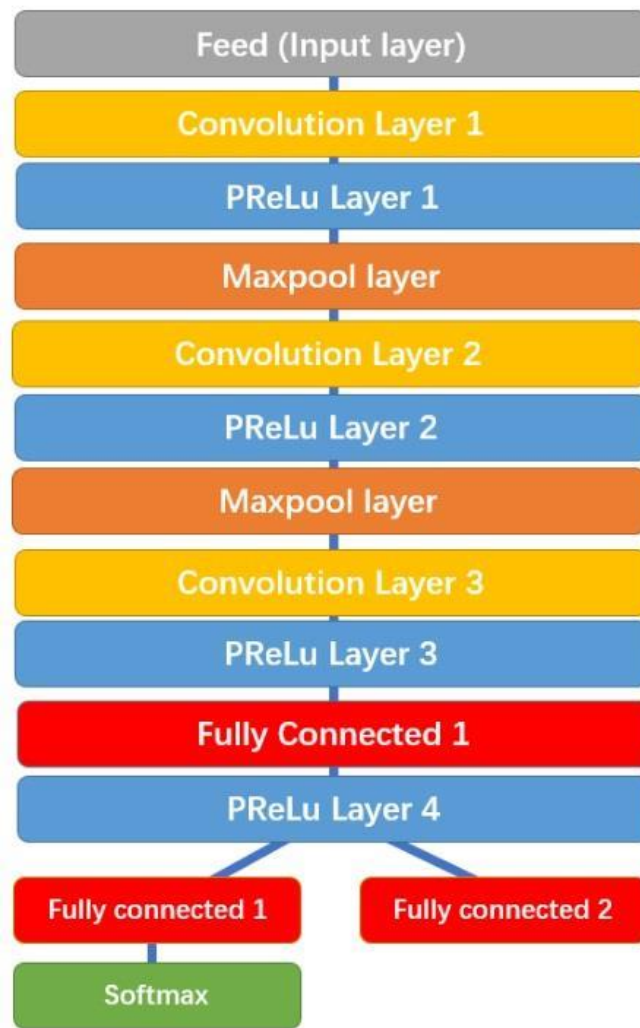 Feed (Input layer)
Convolution Layer 1
PReLu Layer 1
Maxpool layer
Convolution Layer 2
PReLu Layer 2
Maxpool layer
Convolution Layer 3
PReLu Layer 3
Fully Connected 1
PReLu Layer 4
Fully connected 1
Fully connected 2
Softmax